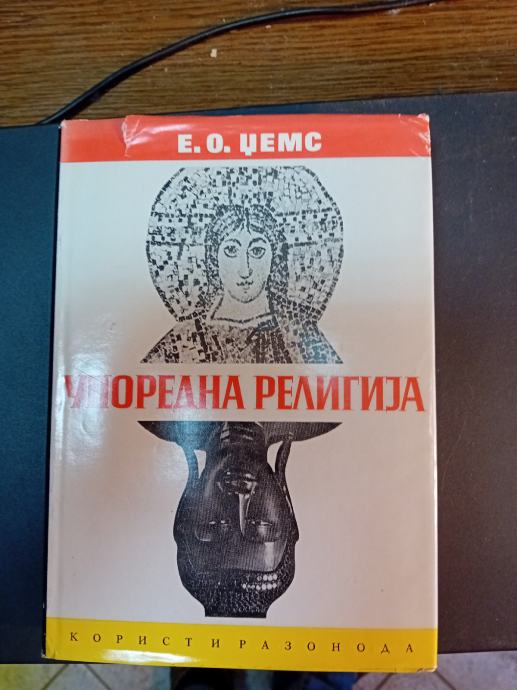 Е. О. ЏЕМС
УПОРЕДНА РЕЛИГИЈА
КОРИСТ И РАЗОНОДА